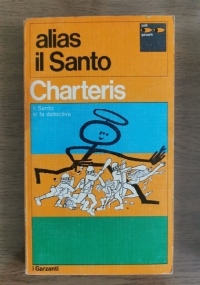 alias
il Santo
Charteris
il Santo
si fa detective
i Garzanti